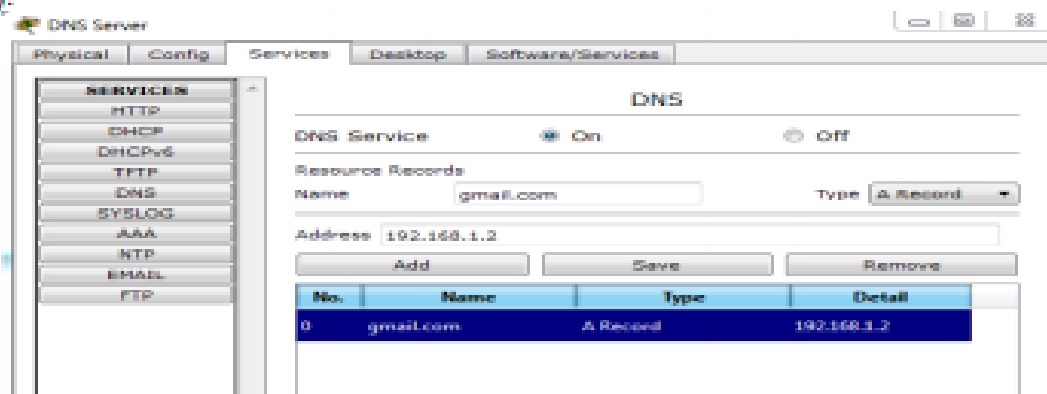 DNS Server
Physical Config Services Desktop Software/Services
SERVICES
HTTP
DHCP
DHCPv6
TFTP
DNS
SYSLOG
AAA
NTP
EMAIL
FTP
DNS
DNS Service On Off
Resource Records
Name gmail.com Type A Record
Address 192.168.1.2
Add Save Remove
No. Name Type Detail
0 gmail.com A Record 192.168.1.2